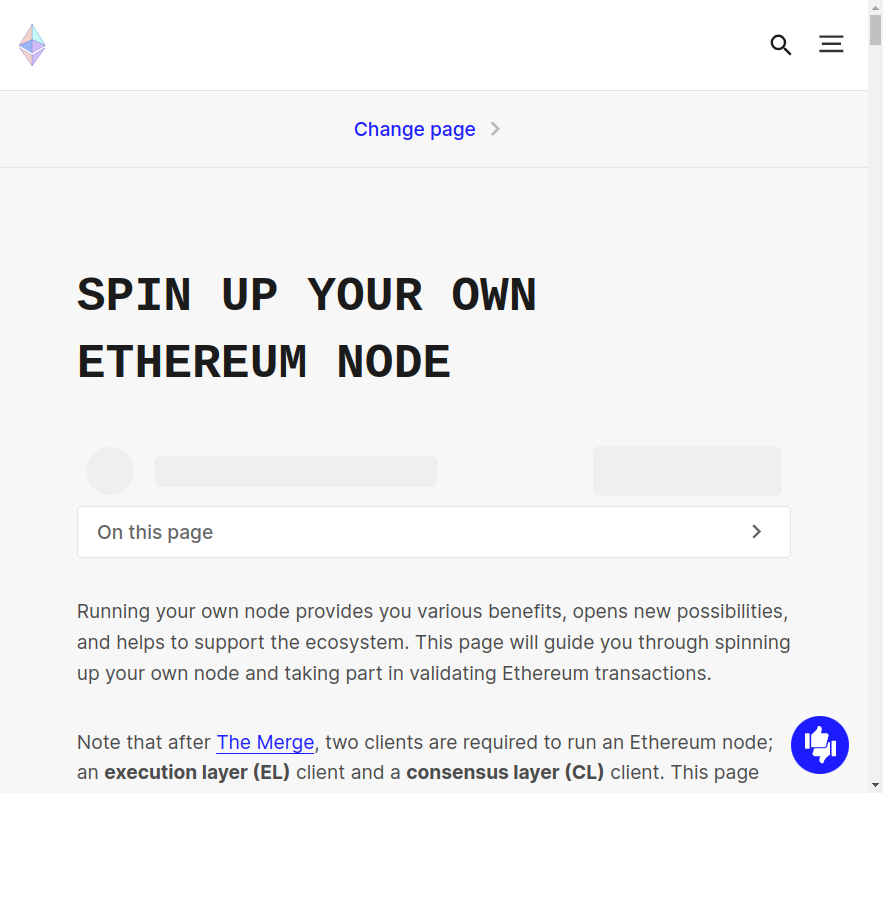 Change page
SPIN UP YOUR OWN
ETHEREUM NODE
On this page
Running your own node provides you various benefits, opens new possibilities,
and helps to support the ecosystem. This page will guide you through spinning
up your own node and taking part in validating Ethereum transactions.
Note that after The Merge, two clients are required to run an Ethereum node;
an execution layer (EL) client and a consensus layer (CL) client. This page